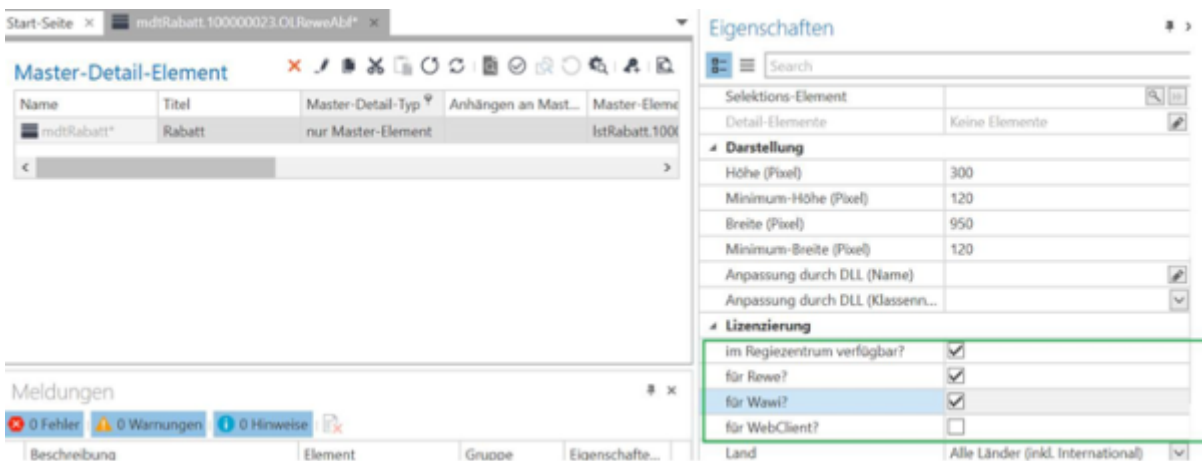 Start-Seite × mdtRabatt.100000023.OLReweAbf* ×
Master-Detail-Element
Name Titel Master-Detail-Typ Anhängen an Mast... Master-Eleme
mdtRabatt* Rabatt nur Master-Element lstRabatt.1000
Meldungen
0 Fehler 0 Warnungen 0 Hinweise
Beschreibung Element Gruppe Eigenschafte...
Eigenschaften
Search
Selektions-Element
Detail-Elemente Keine Elemente
Darstellung
Höhe (Pixel) 300
Minimum-Höhe (Pixel) 120
Breite (Pixel) 950
Minimum-Breite (Pixel) 120
Anpassung durch DLL (Name)
Anpassung durch DLL (Klassenn...
Lizenzierung
im Regiezentrum verfügbar?
für Rewe?
für Wawi?
für WebClient?
Land Alle Länder (inkl. International)